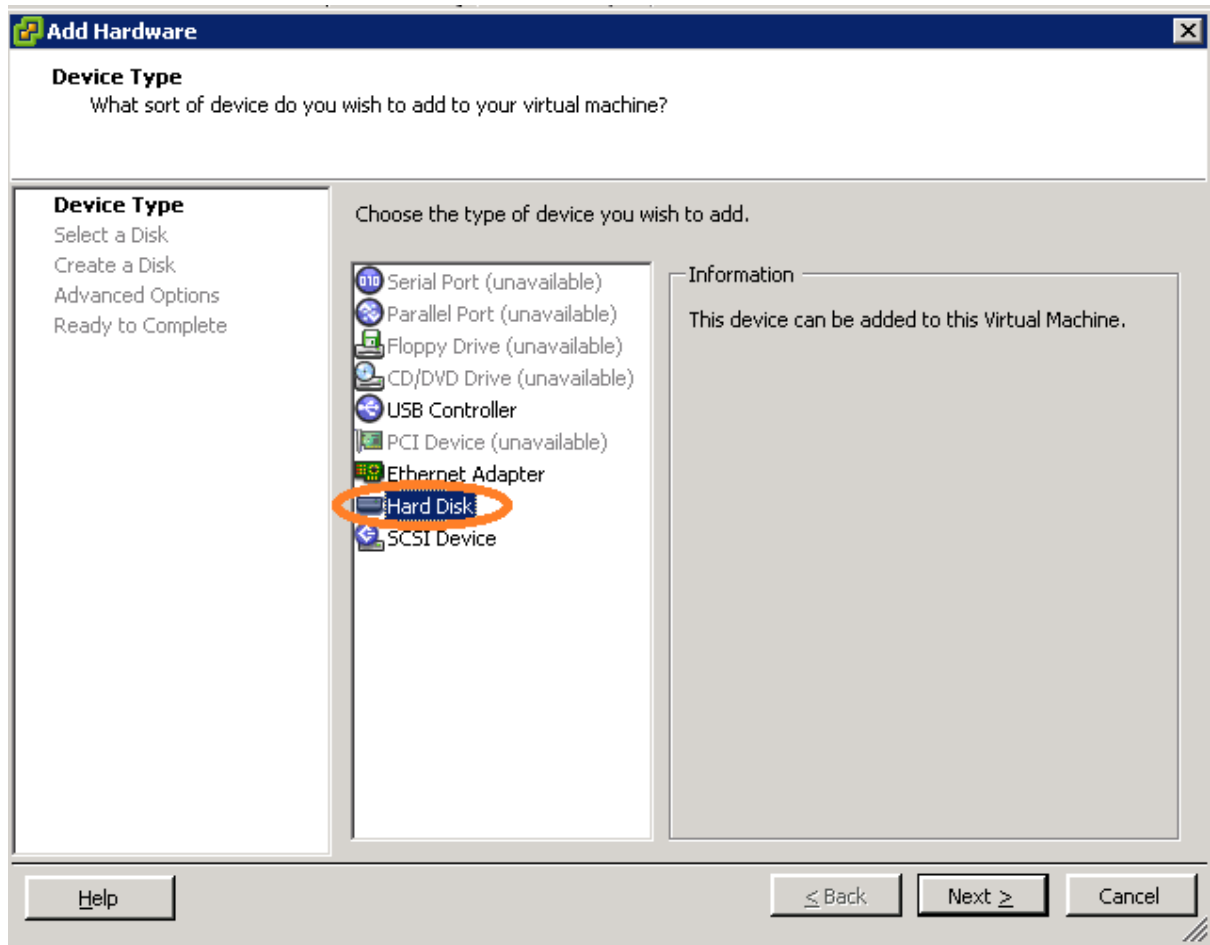 Add Hardware
Device Type
What sort of device do you wish to add to your virtual machine?
Device Type
Select a Disk
Create a Disk
Advanced Options
Ready to Complete
Choose the type of device you wish to add.
Serial Port (unavailable)
Parallel Port (unavailable)
Floppy Drive (unavailable)
CD/DVD Drive (unavailable)
USB Controller
PCI Device (unavailable)
Ethernet Adapter
Hard Disk
SCSI Device
Information
This device can be added to this Virtual Machine.
Help
≤ Back
Next ≥
Cancel